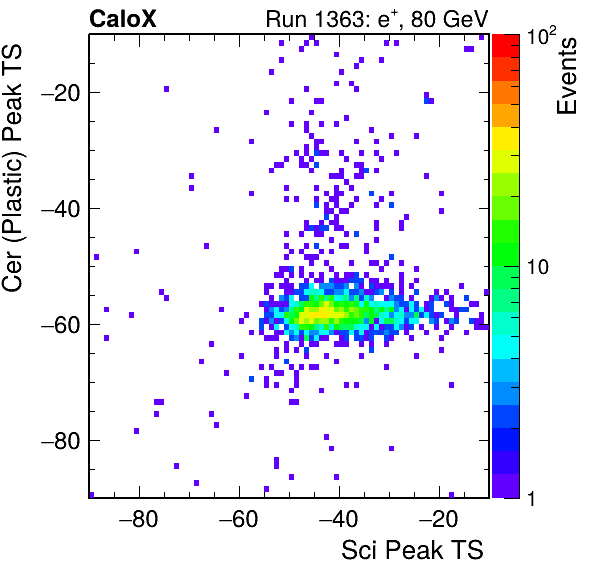 CaloX Run 1363: e⁺, 80 GeV
Cer (Plastic) Peak TS
−20
−40
−60
−80
−80 −60 −40 −20
Sci Peak TS
10²
10
1
Events